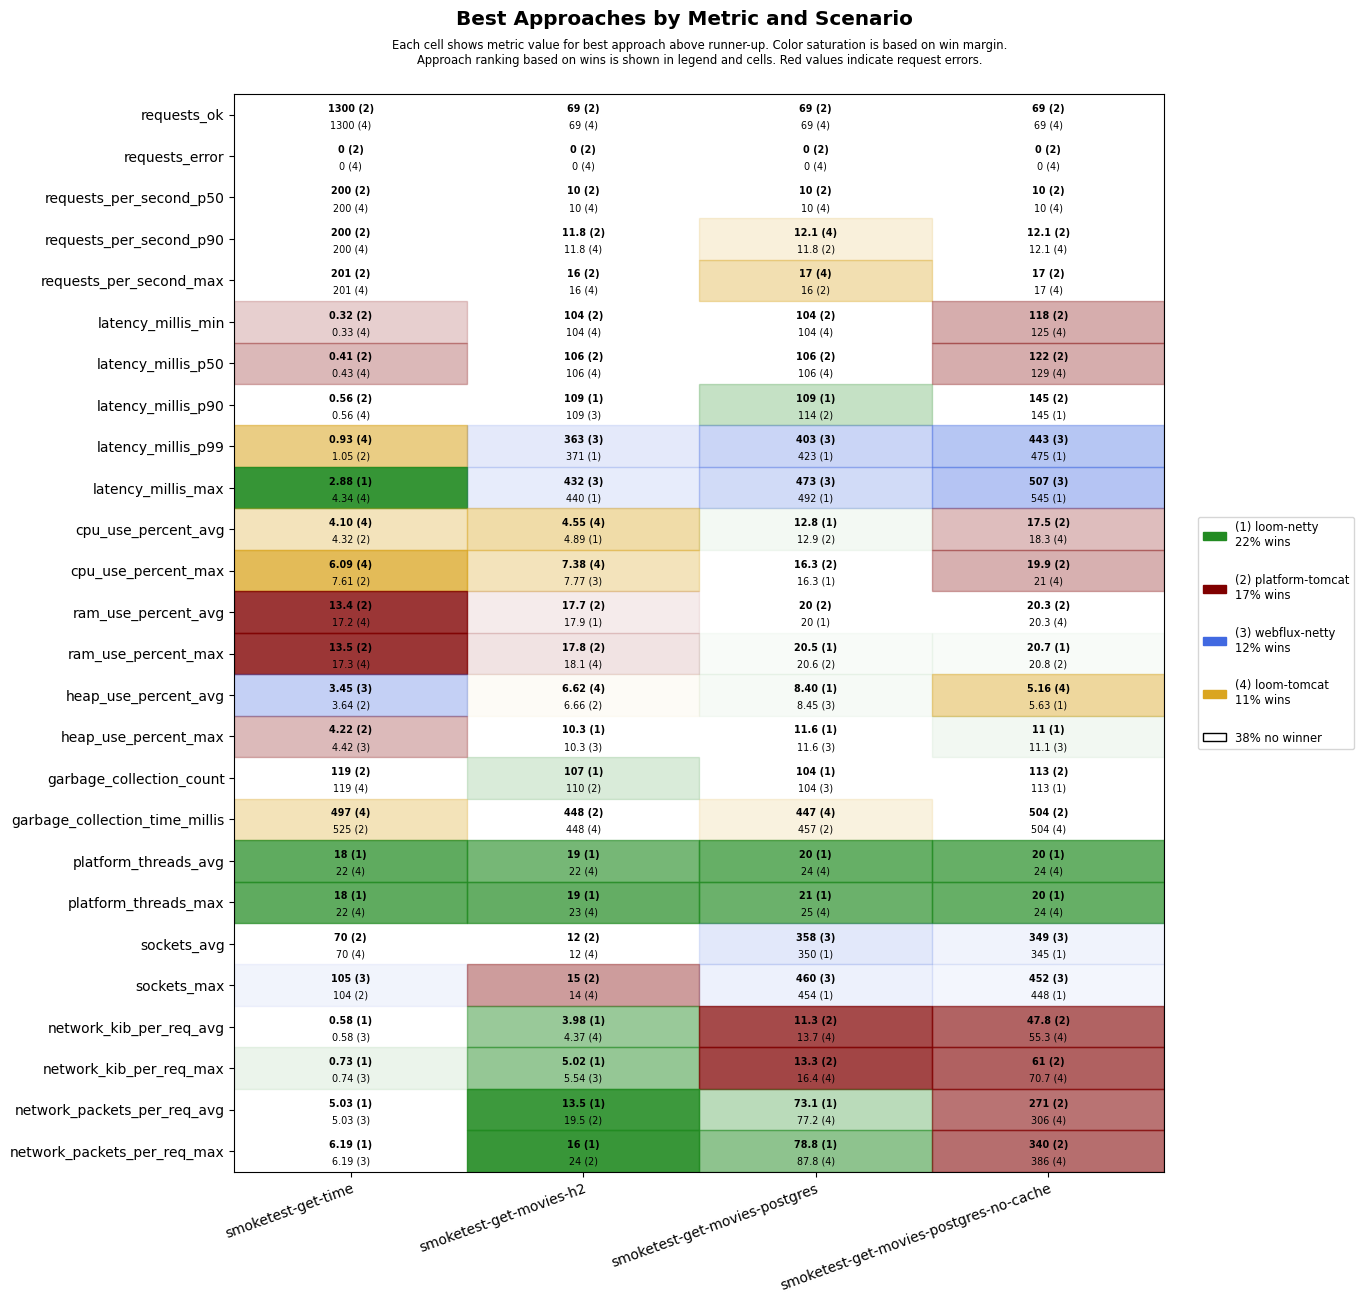 Best Approaches by Metric and Scenario
Each cell shows metric value for best approach above runner-up. Color saturation is based on win margin.
Approach ranking based on wins is shown in legend and cells. Red values indicate request errors.
requests_ok
1300 (2) 69 (2) 69 (2) 69 (2)
1300 (4) 69 (4) 69 (4) 69 (4)
requests_error
0 (2) 0 (2) 0 (2) 0 (2)
0 (4) 0 (4) 0 (4) 0 (4)
requests_per_second_p50
200 (2) 10 (2) 10 (2) 10 (2)
200 (4) 10 (4) 10 (4) 10 (4)
requests_per_second_p90
200 (2) 11.8 (2) 12.1 (4) 12.1 (2)
200 (4) 11.8 (4) 11.8 (2) 12.1 (4)
requests_per_second_max
201 (2) 16 (2) 17 (4) 17 (2)
201 (4) 16 (4) 16 (2) 17 (4)
latency_millis_min
0.32 (2) 104 (2) 104 (2) 118 (2)
0.33 (4) 104 (4) 104 (4) 125 (4)
latency_millis_p50
0.41 (2) 106 (2) 106 (2) 122 (2)
0.43 (4) 106 (4) 106 (4) 129 (4)
latency_millis_p90
0.56 (2) 109 (1) 109 (1) 145 (2)
0.56 (4) 109 (3) 114 (2) 145 (1)
latency_millis_p99
0.93 (4) 363 (3) 403 (3) 443 (3)
1.05 (2) 371 (1) 423 (1) 475 (1)
latency_millis_max
2.88 (1) 432 (3) 473 (3) 507 (3)
4.34 (4) 440 (1) 492 (1) 545 (1)
cpu_use_percent_avg
4.10 (4) 4.55 (4) 12.8 (1) 17.5 (2)
4.32 (2) 4.89 (1) 12.9 (2) 18.3 (4)
cpu_use_percent_max
6.09 (4) 7.38 (4) 16.3 (2) 19.9 (2)
7.61 (2) 7.77 (3) 16.3 (1) 21 (4)
ram_use_percent_avg
13.4 (2) 17.7 (2) 20 (2) 20.3 (2)
17.2 (4) 17.9 (1) 20 (1) 20.3 (4)
ram_use_percent_max
13.5 (2) 17.8 (2) 20.5 (1) 20.7 (1)
17.3 (4) 18.1 (4) 20.6 (2) 20.8 (2)
heap_use_percent_avg
3.45 (3) 6.62 (4) 8.40 (1) 5.16 (4)
3.64 (2) 6.66 (2) 8.45 (3) 5.63 (1)
heap_use_percent_max
4.22 (2) 10.3 (1) 11.6 (1) 11 (1)
4.42 (3) 10.3 (3) 11.6 (3) 11.1 (3)
garbage_collection_count
119 (2) 107 (1) 104 (1) 113 (2)
119 (4) 110 (2) 104 (3) 113 (1)
garbage_collection_time_millis
497 (4) 448 (2) 447 (4) 504 (2)
525 (2) 448 (4) 457 (2) 504 (4)
platform_threads_avg
18 (1) 19 (1) 20 (1) 20 (1)
22 (4) 22 (4) 24 (4) 24 (4)
platform_threads_max
18 (1) 19 (1) 21 (1) 20 (1)
22 (4) 23 (4) 25 (4) 24 (4)
sockets_avg
70 (2) 12 (2) 358 (3) 349 (3)
70 (4) 12 (4) 350 (1) 345 (1)
sockets_max
105 (3) 15 (2) 460 (3) 452 (3)
104 (2) 14 (4) 454 (1) 448 (1)
network_kib_per_req_avg
0.58 (1) 3.98 (1) 11.3 (2) 47.8 (2)
0.58 (3) 4.37 (4) 13.7 (4) 55.3 (4)
network_kib_per_req_max
0.73 (1) 5.02 (1) 13.3 (2) 61 (2)
0.74 (3) 5.54 (3) 16.4 (4) 70.7 (4)
network_packets_per_req_avg
5.03 (1) 13.5 (1) 73.1 (1) 271 (2)
5.03 (3) 19.5 (2) 77.2 (4) 306 (4)
network_packets_per_req_max
6.19 (1) 16 (1) 78.8 (1) 340 (2)
6.19 (3) 24 (2) 87.8 (4) 386 (4)
smoketest-get-time
smoketest-get-movies-h2
smoketest-get-movies-postgres
smoketest-get-movies-postgres-no-cache
(1) loom-netty
22% wins
(2) platform-tomcat
17% wins
(3) webflux-netty
12% wins
(4) loom-tomcat
11% wins
38% no winner